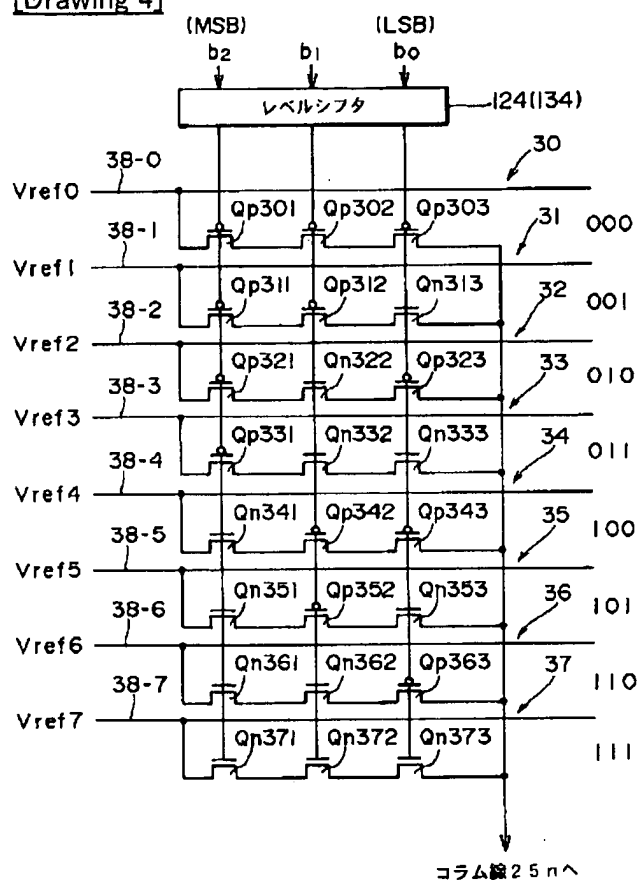 [Drawing 4]
(MSB) (LSB)
b2 b1 b0
レベルシフタ 124(134)
38-0 30
Vref0
Qp301 Qp302 Qp303
38-1 31 000
Vref1
Qp311 Qp312 Qn313
38-2 32 001
Vref2
Qp321 Qn322 Qp323
38-3 33 010
Vref3
Qp331 Qn332 Qn333
38-4 34 011
Vref4
Qn341 Qp342 Qp343
38-5 35 100
Vref5
Qn351 Qp352 Qn353
38-6 36 101
Vref6
Qn361 Qn362 Qp363
38-7 37 110
Vref7
Qn371 Qn372 Qn373
111
コラム線25nへ